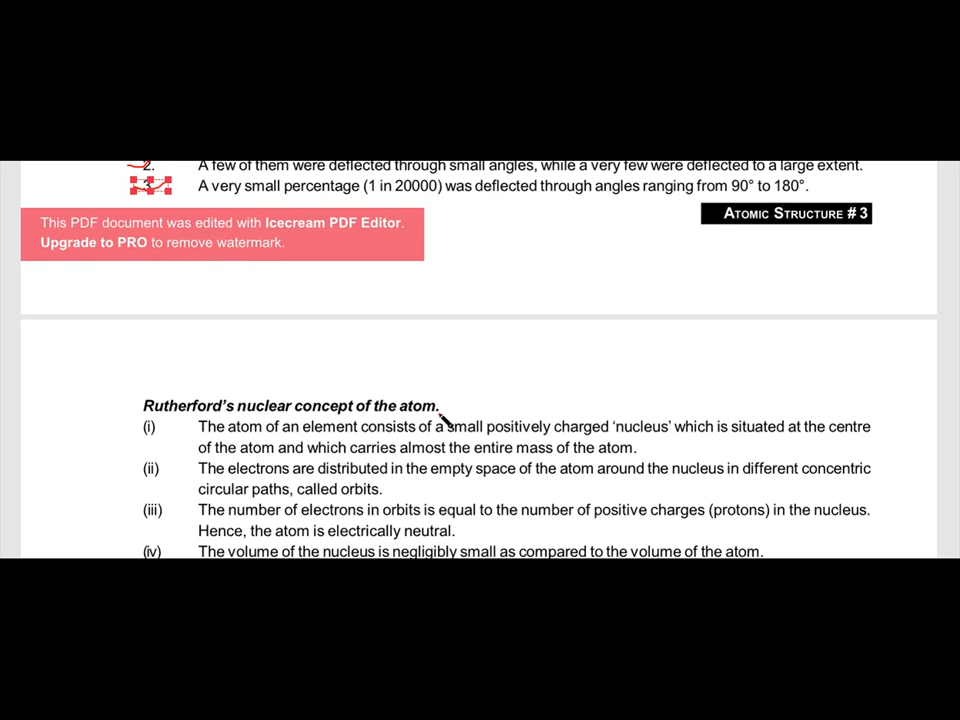 2. A few of them were deflected through small angles, while a very few were deflected to a large extent.
3. A very small percentage (1 in 20000) was deflected through angles ranging from 90° to 180°.
ATOMIC STRUCTURE # 3
This PDF document was edited with Icecream PDF Editor.
Upgrade to PRO to remove watermark.
Rutherford's nuclear concept of the atom.
(i) The atom of an element consists of a small positively charged 'nucleus' which is situated at the centre
of the atom and which carries almost the entire mass of the atom.
(ii) The electrons are distributed in the empty space of the atom around the nucleus in different concentric
circular paths, called orbits.
(iii) The number of electrons in orbits is equal to the number of positive charges (protons) in the nucleus.
Hence, the atom is electrically neutral.
(iv) The volume of the nucleus is negligibly small as compared to the volume of the atom.